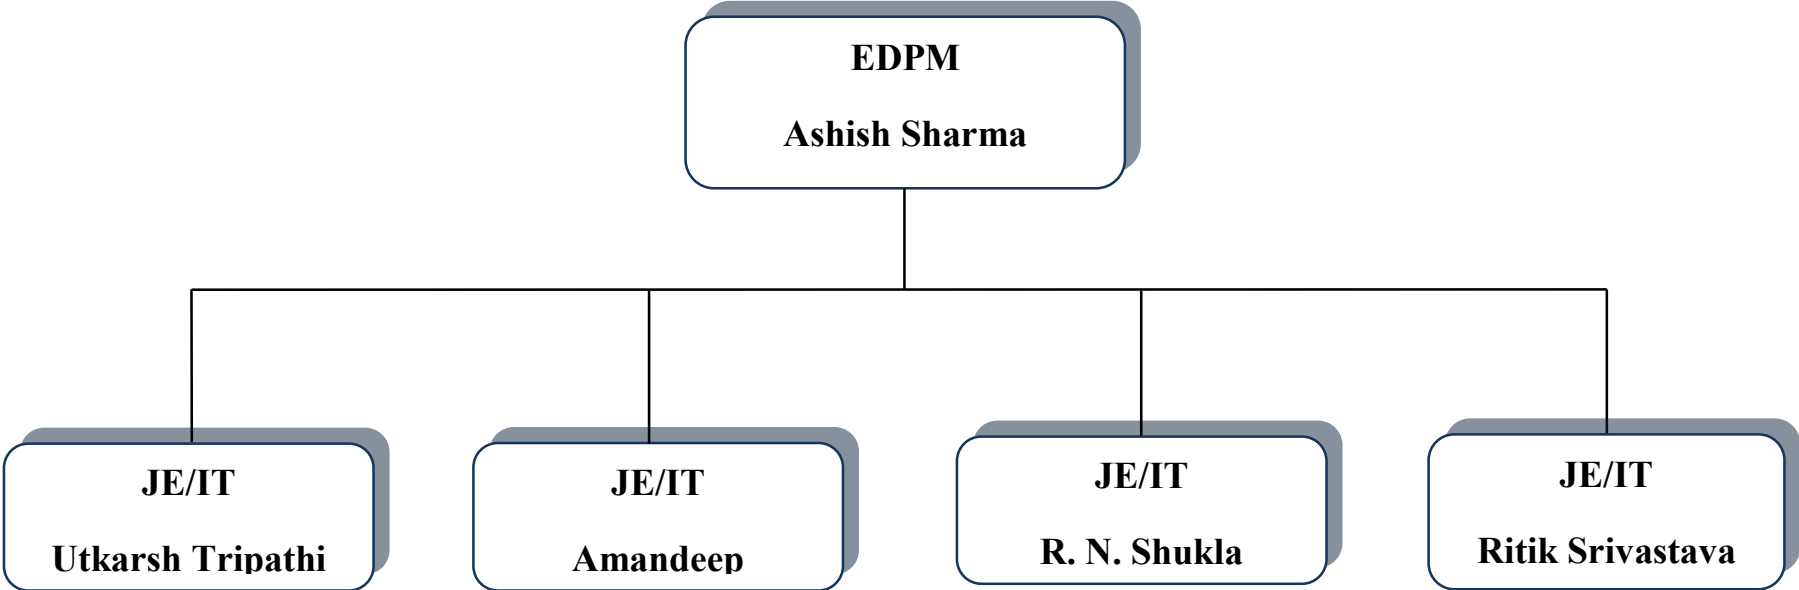 EDPM
Ashish Sharma
JE/IT
Utkarsh Tripathi
JE/IT
Amandeep
JE/IT
R. N. Shukla
JE/IT
Ritik Srivastava